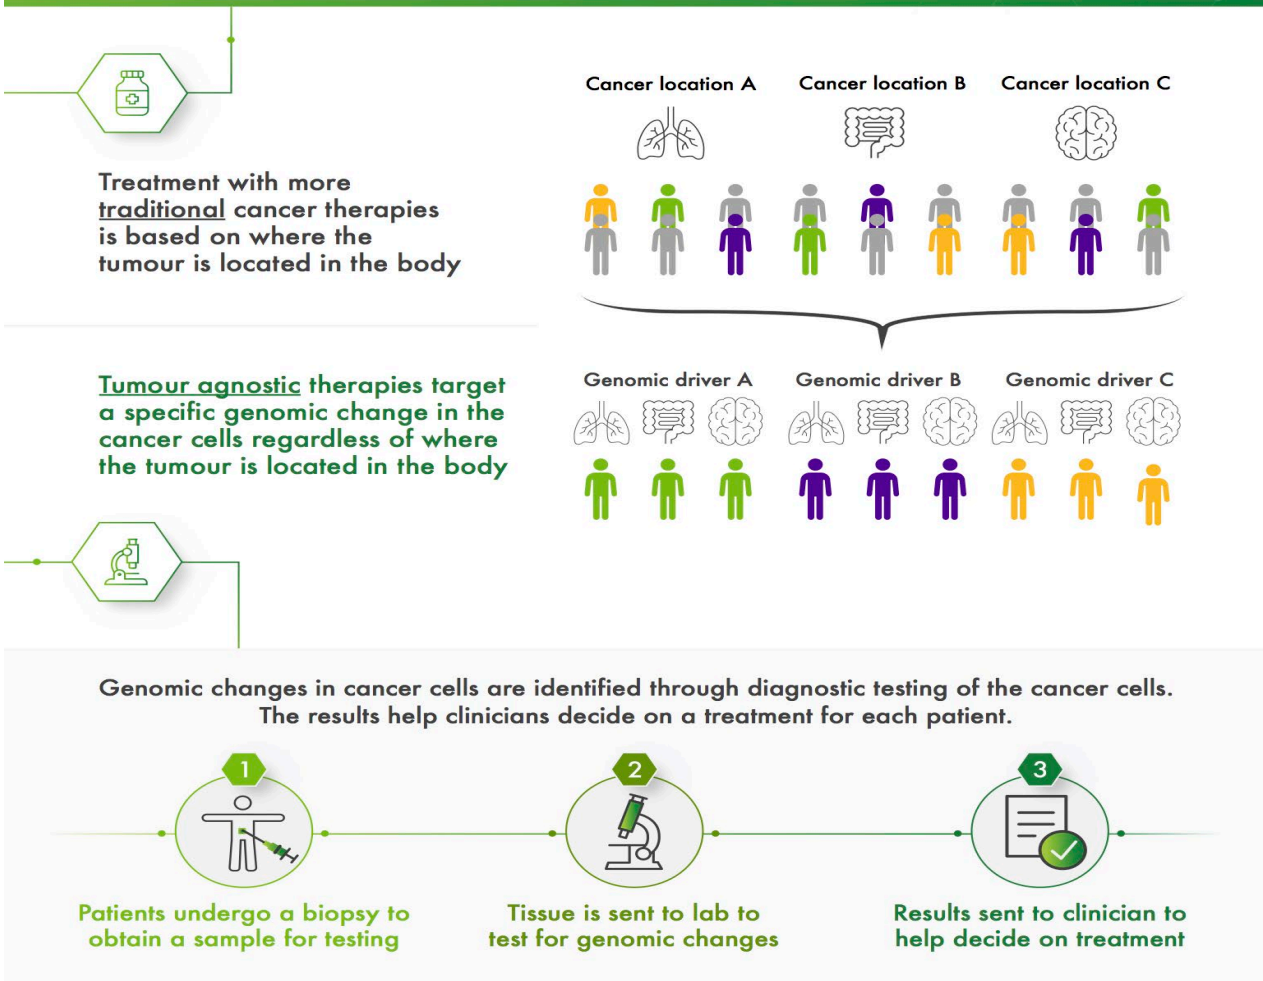 Treatment with more
traditional cancer therapies
is based on where the
tumour is located in the body
Cancer location A
Cancer location B
Cancer location C
Tumour agnostic therapies target
a specific genomic change in the
cancer cells regardless of where
the tumour is located in the body
Genomic driver A
Genomic driver B
Genomic driver C
Genomic changes in cancer cells are identified through diagnostic testing of the cancer cells.
The results help clinicians decide on a treatment for each patient.
1
Patients undergo a biopsy to
obtain a sample for testing
2
Tissue is sent to lab to
test for genomic changes
3
Results sent to clinician to
help decide on treatment